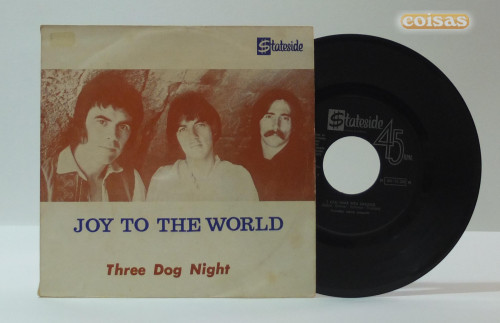 coisas
Stateside
JOY TO THE WORLD
Three Dog Night
Stateside
45